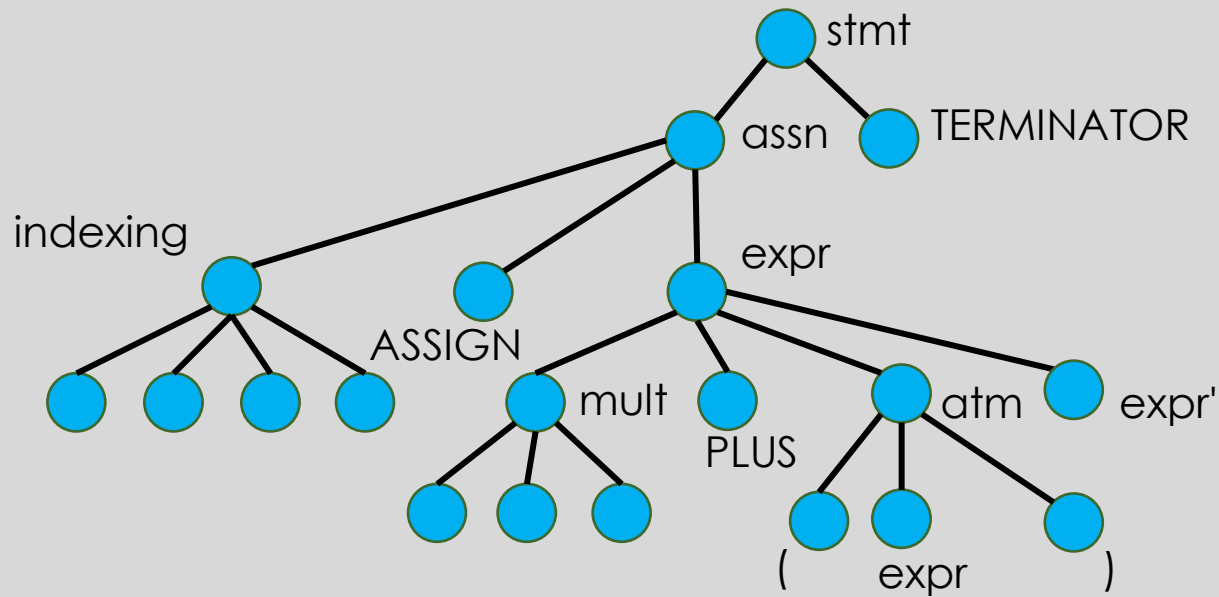 stmt
assn
TERMINATOR
indexing
expr
ASSIGN
mult
PLUS
atm
expr'
(
expr
)